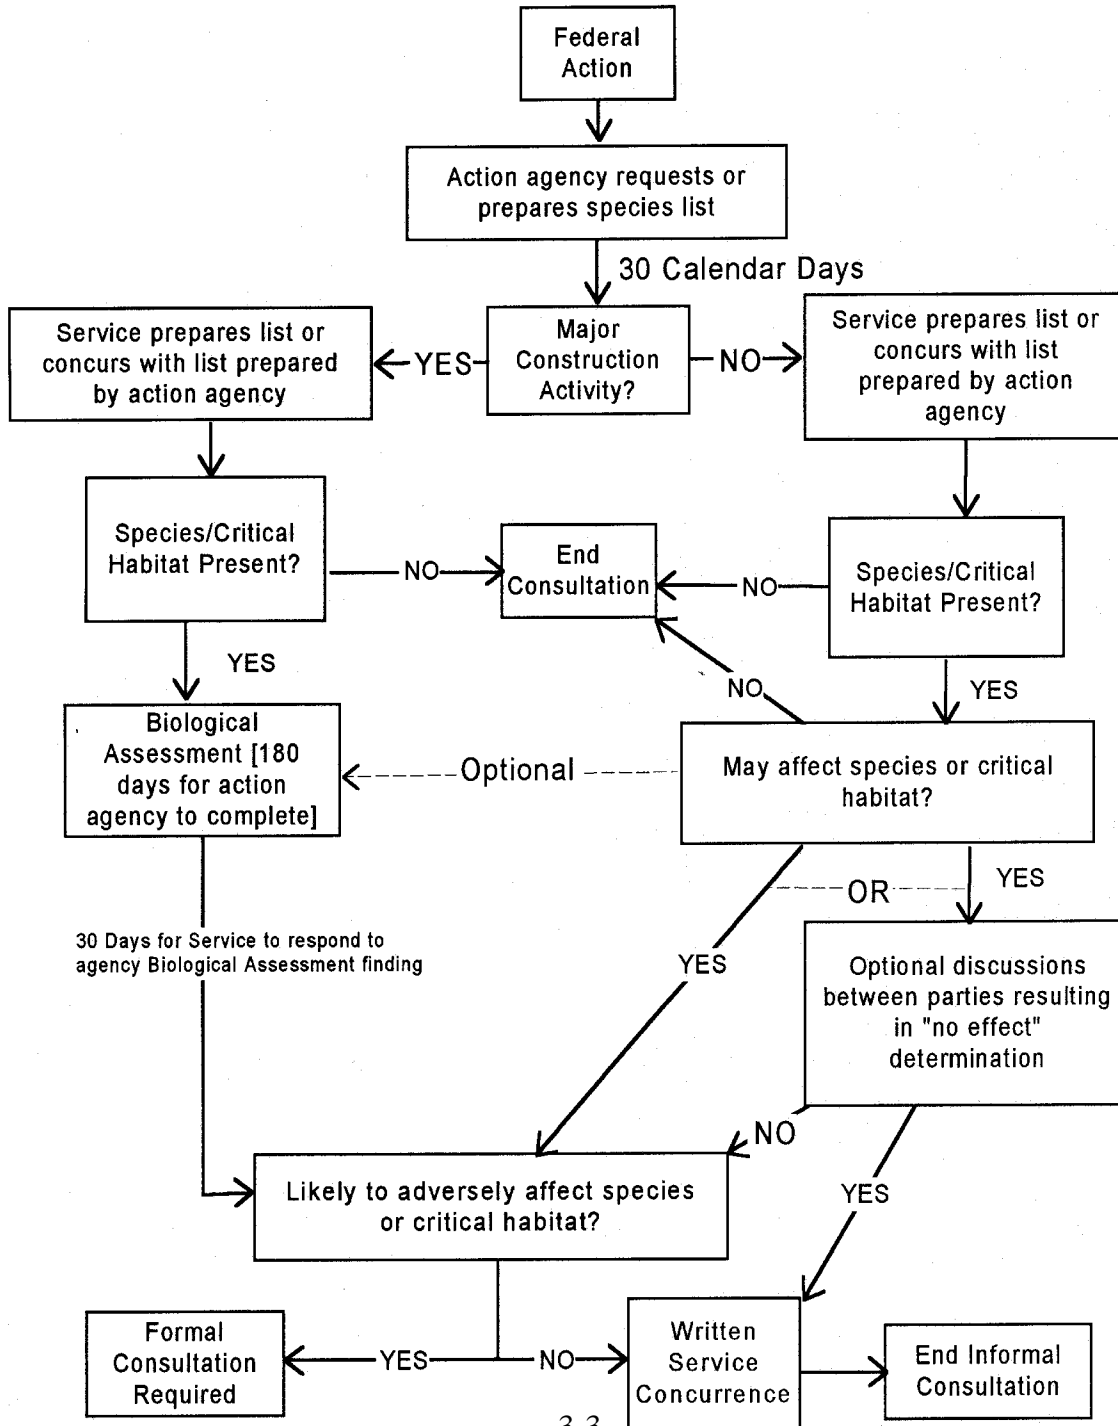 Federal
Action
Action agency requests or
prepares species list
30 Calendar Days
Service prepares list or
concurs with list prepared
by action agency
YES
Major
Construction
Activity?
NO
Service prepares list or
concurs with list
prepared by action
agency
Species/Critical
Habitat Present?
NO
End
Consultation
NO
Species/Critical
Habitat Present?
YES
NO
YES
Biological
Assessment [180
days for action
agency to complete]
Optional
May affect species or critical
habitat?
OR
YES
30 Days for Service to respond to
agency Biological Assessment finding
YES
Optional discussions
between parties resulting
in "no effect"
determination
NO
YES
Likely to adversely affect species
or critical habitat?
Formal
Consultation
Required
YES
NO
Written
Service
Concurrence
End Informal
Consultation